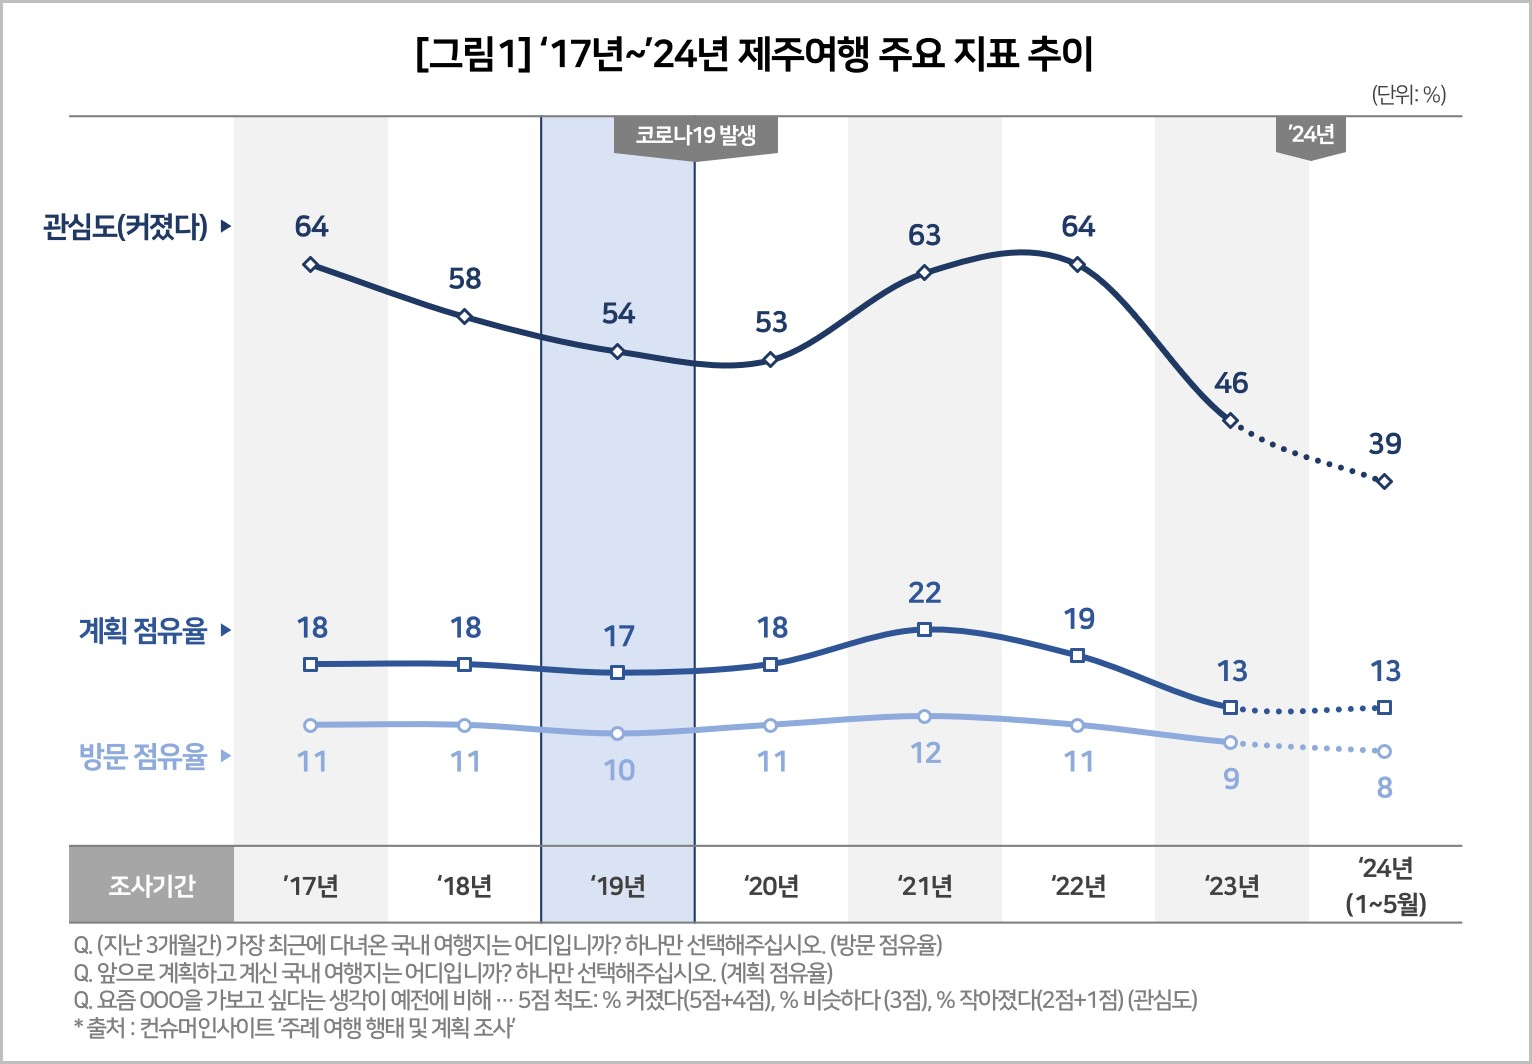 [그림1] ‘17년~’24년 제주여행 주요 지표 추이
(단위: %)
코로나19 발생
’24년
관심도(커졌다)
64
58
54
53
63
64
46
39
계획 점유율
18
18
17
18
22
19
13
13
방문 점유율
11
11
10
11
12
11
9
8
조사기간
’17년
‘18년
‘19년
‘20년
‘21년
‘22년
‘23년
‘24년
(1~5월)
Q. (지난 3개월간) 가장 최근에 다녀온 국내 여행지는 어디입니까? 하나만 선택해주십시오. (방문 점유율)
Q. 앞으로 계획하고 계신 국내 여행지는 어디입니까? 하나만 선택해주십시오. (계획 점유율)
Q. 요즘 OOO을 가보고 싶다는 생각이 예전에 비해 … 5점 척도: % 커졌다(5점+4점), % 비슷하다 (3점), % 작아졌다(2점+1점) (관심도)
* 출처 : 컨슈머인사이트 ‘주례 여행 행태 및 계획 조사’